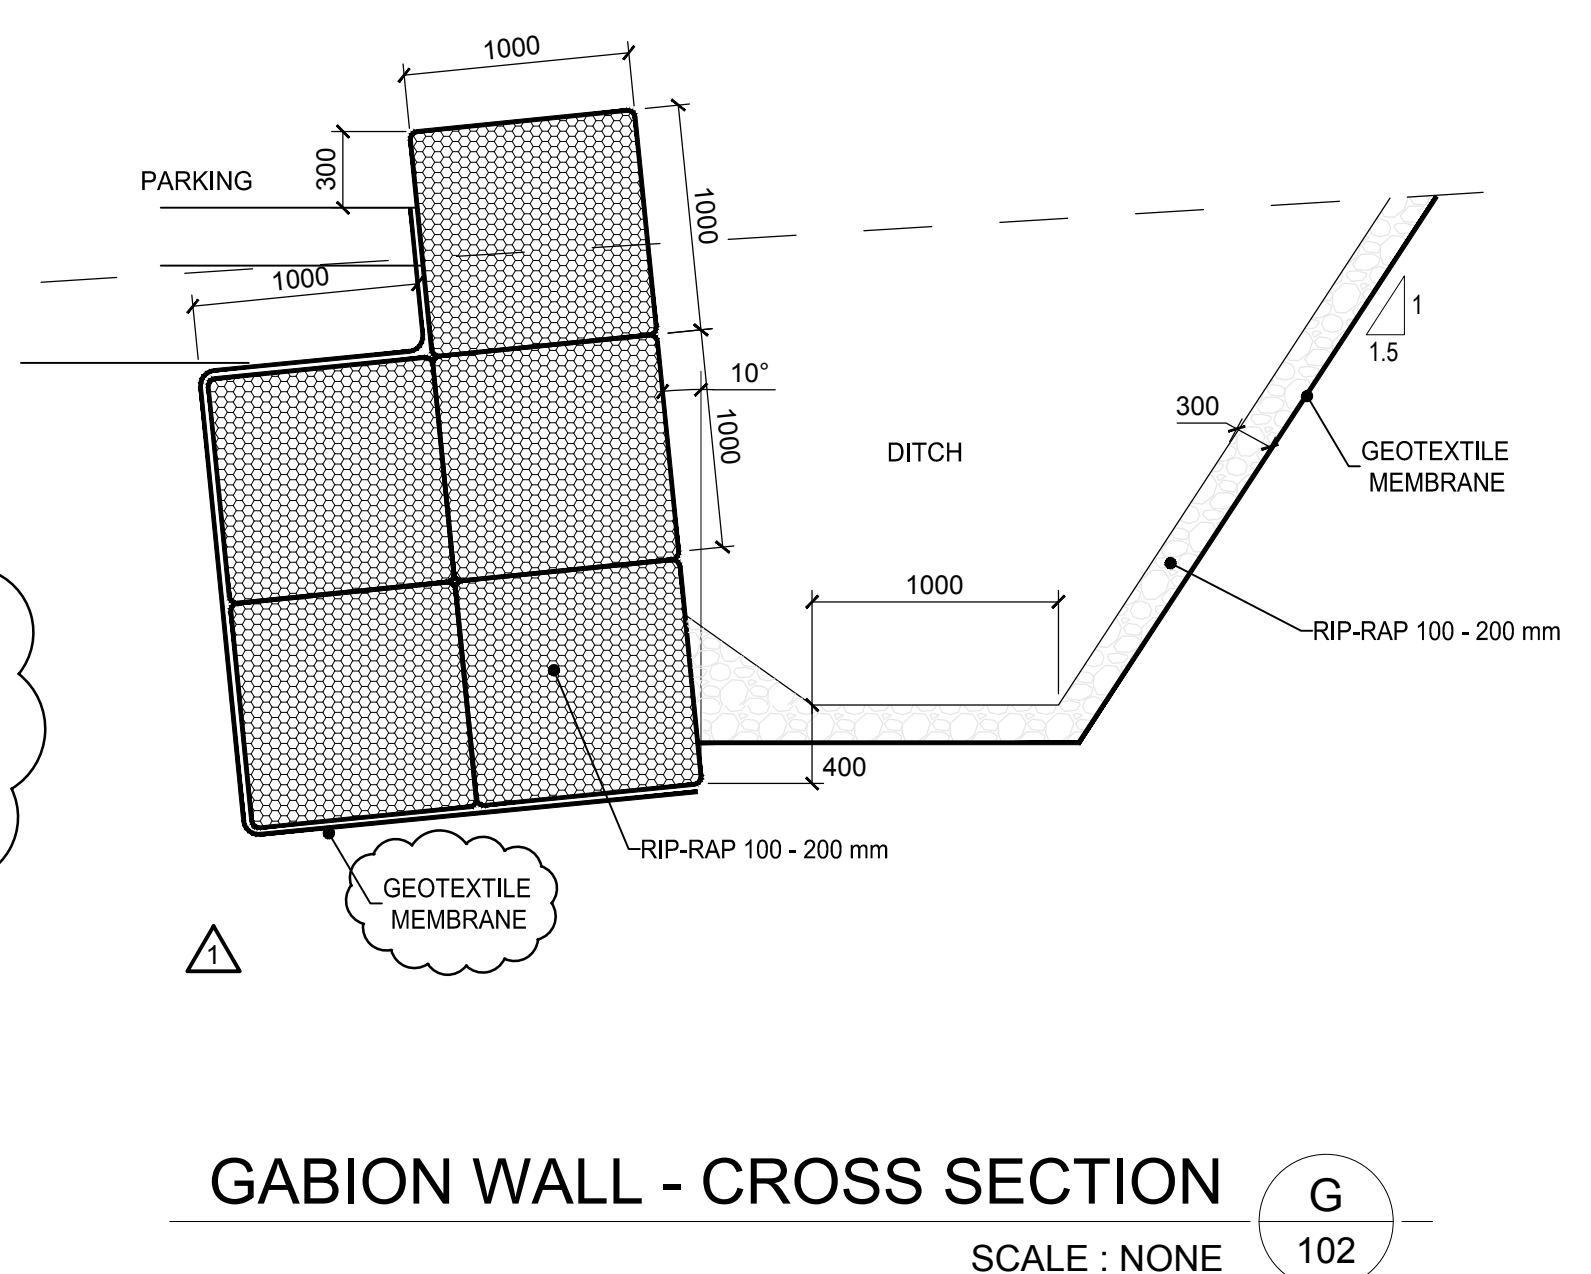 1000
PARKING
300
1000
1000
10°
1000
DITCH
1
1.5
300
GEOTEXTILE
MEMBRANE
1000
RIP-RAP 100 - 200 mm
400
RIP-RAP 100 - 200 mm
GEOTEXTILE
MEMBRANE
1
GABION WALL - CROSS SECTION
G
102
SCALE : NONE